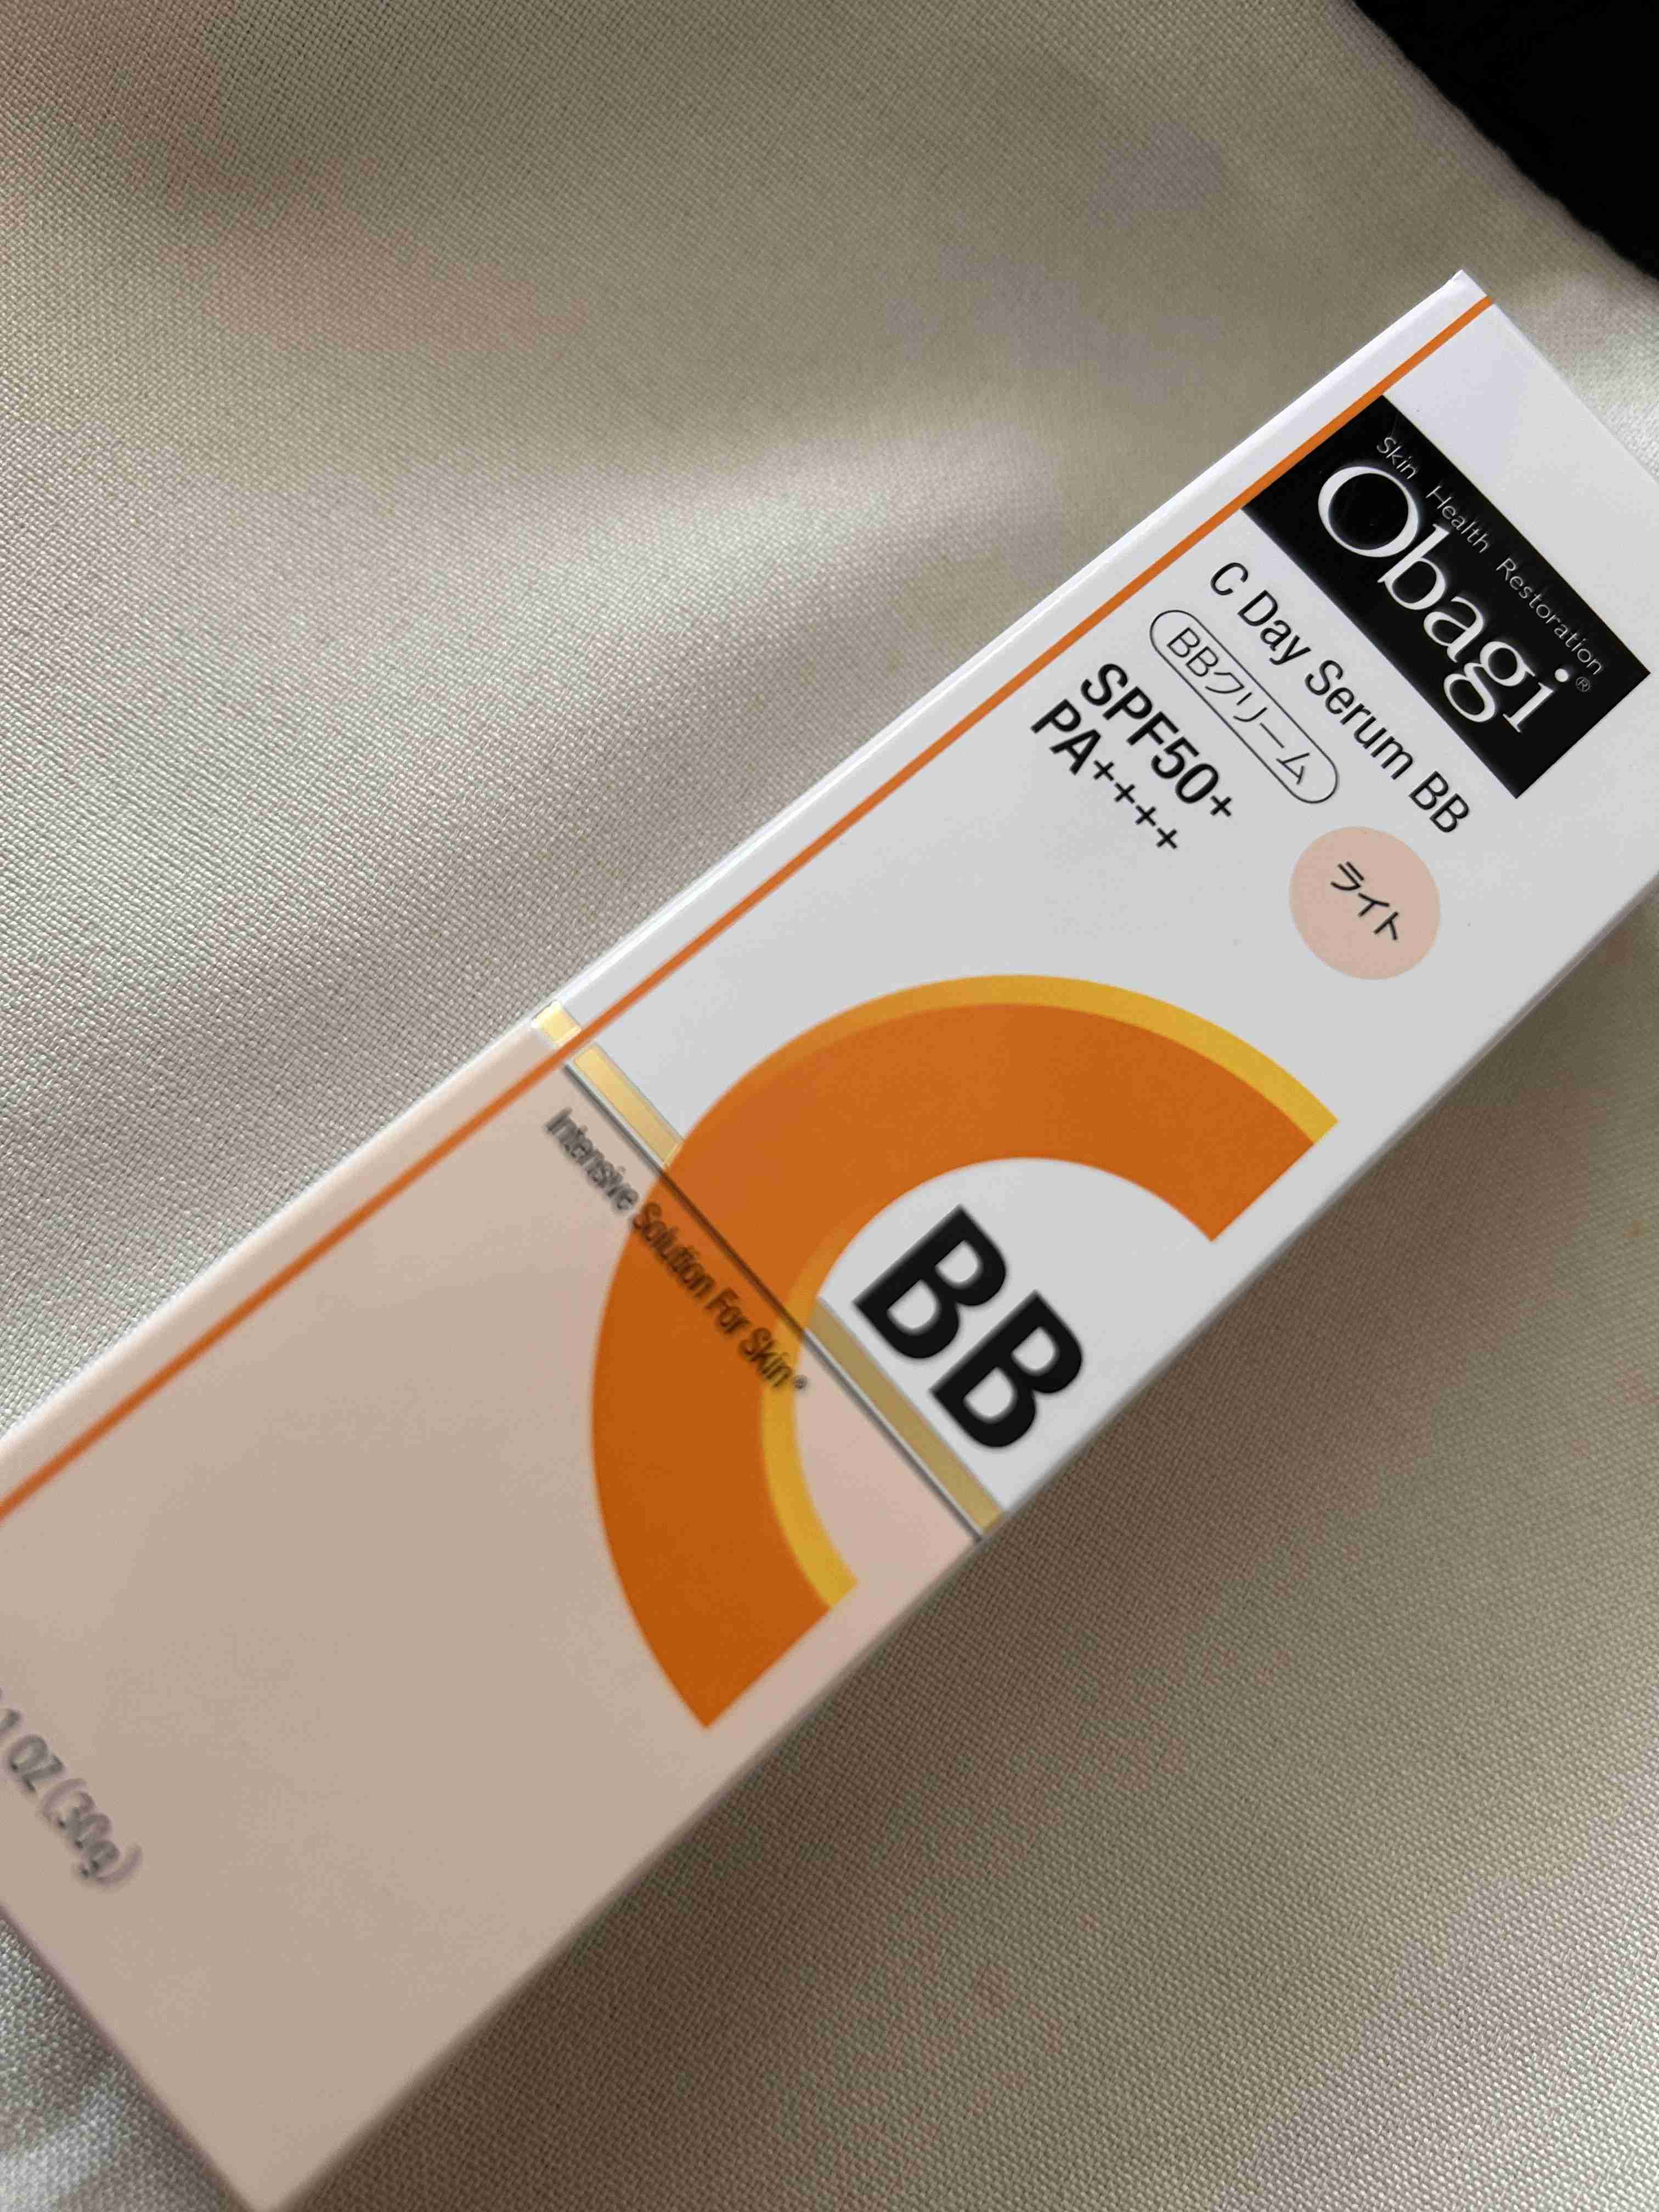 Skin Health Restoration
Obagi®
C Day Serum BB
BBクリーム
SPF50+
PA++++
ライト
BB
Intensive Solution For Skin®
OZ (30g)